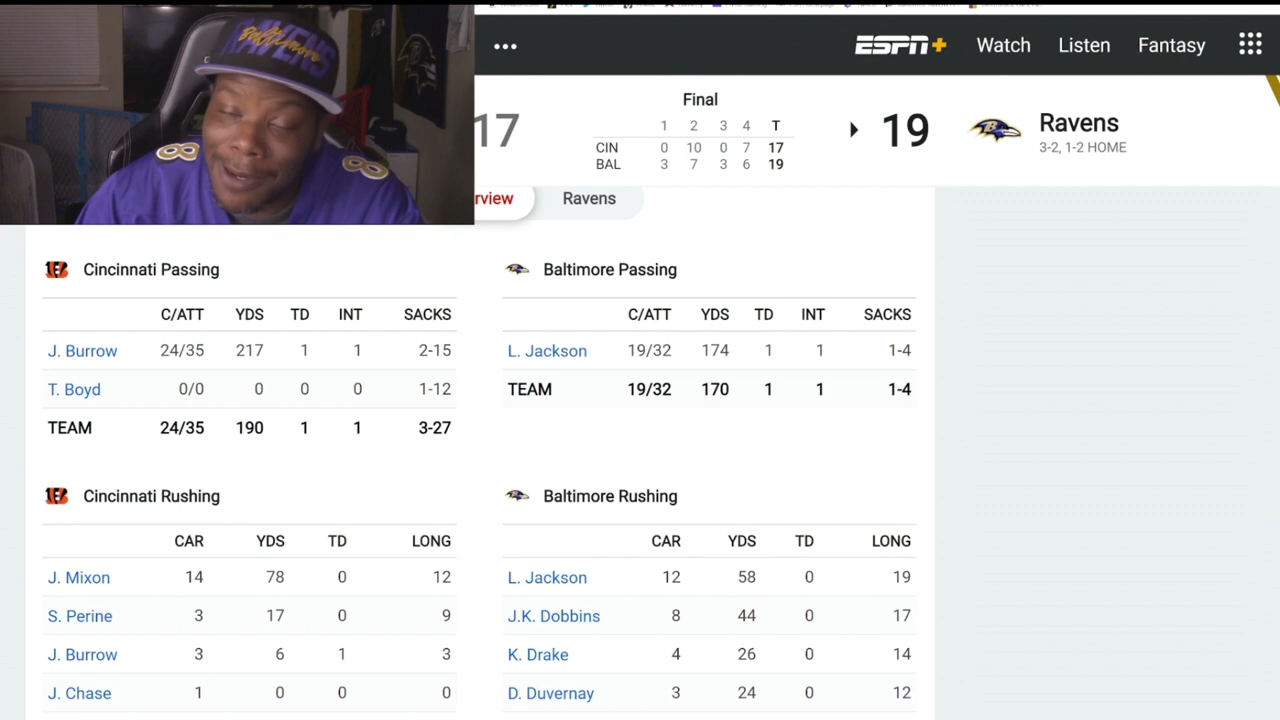 ••• ESPN+ Watch Listen Fantasy
Final
17 1 2 3 4 T 19 Ravens
CIN 0 10 0 7 17 3-2, 1-2 HOME
BAL 3 7 3 6 19
RAVENS
Baltimore
8 8
rview Ravens
Cincinnati Passing
C/ATT YDS TD INT SACKS
J. Burrow 24/35 217 1 1 2-15
T. Boyd 0/0 0 0 0 1-12
TEAM 24/35 190 1 1 3-27
Baltimore Passing
C/ATT YDS TD INT SACKS
L. Jackson 19/32 174 1 1 1-4
TEAM 19/32 170 1 1 1-4
Cincinnati Rushing
CAR YDS TD LONG
J. Mixon 14 78 0 12
S. Perine 3 17 0 9
J. Burrow 3 6 1 3
J. Chase 1 0 0 0
Baltimore Rushing
CAR YDS TD LONG
L. Jackson 12 58 0 19
J.K. Dobbins 8 44 0 17
K. Drake 4 26 0 14
D. Duvernay 3 24 0 12